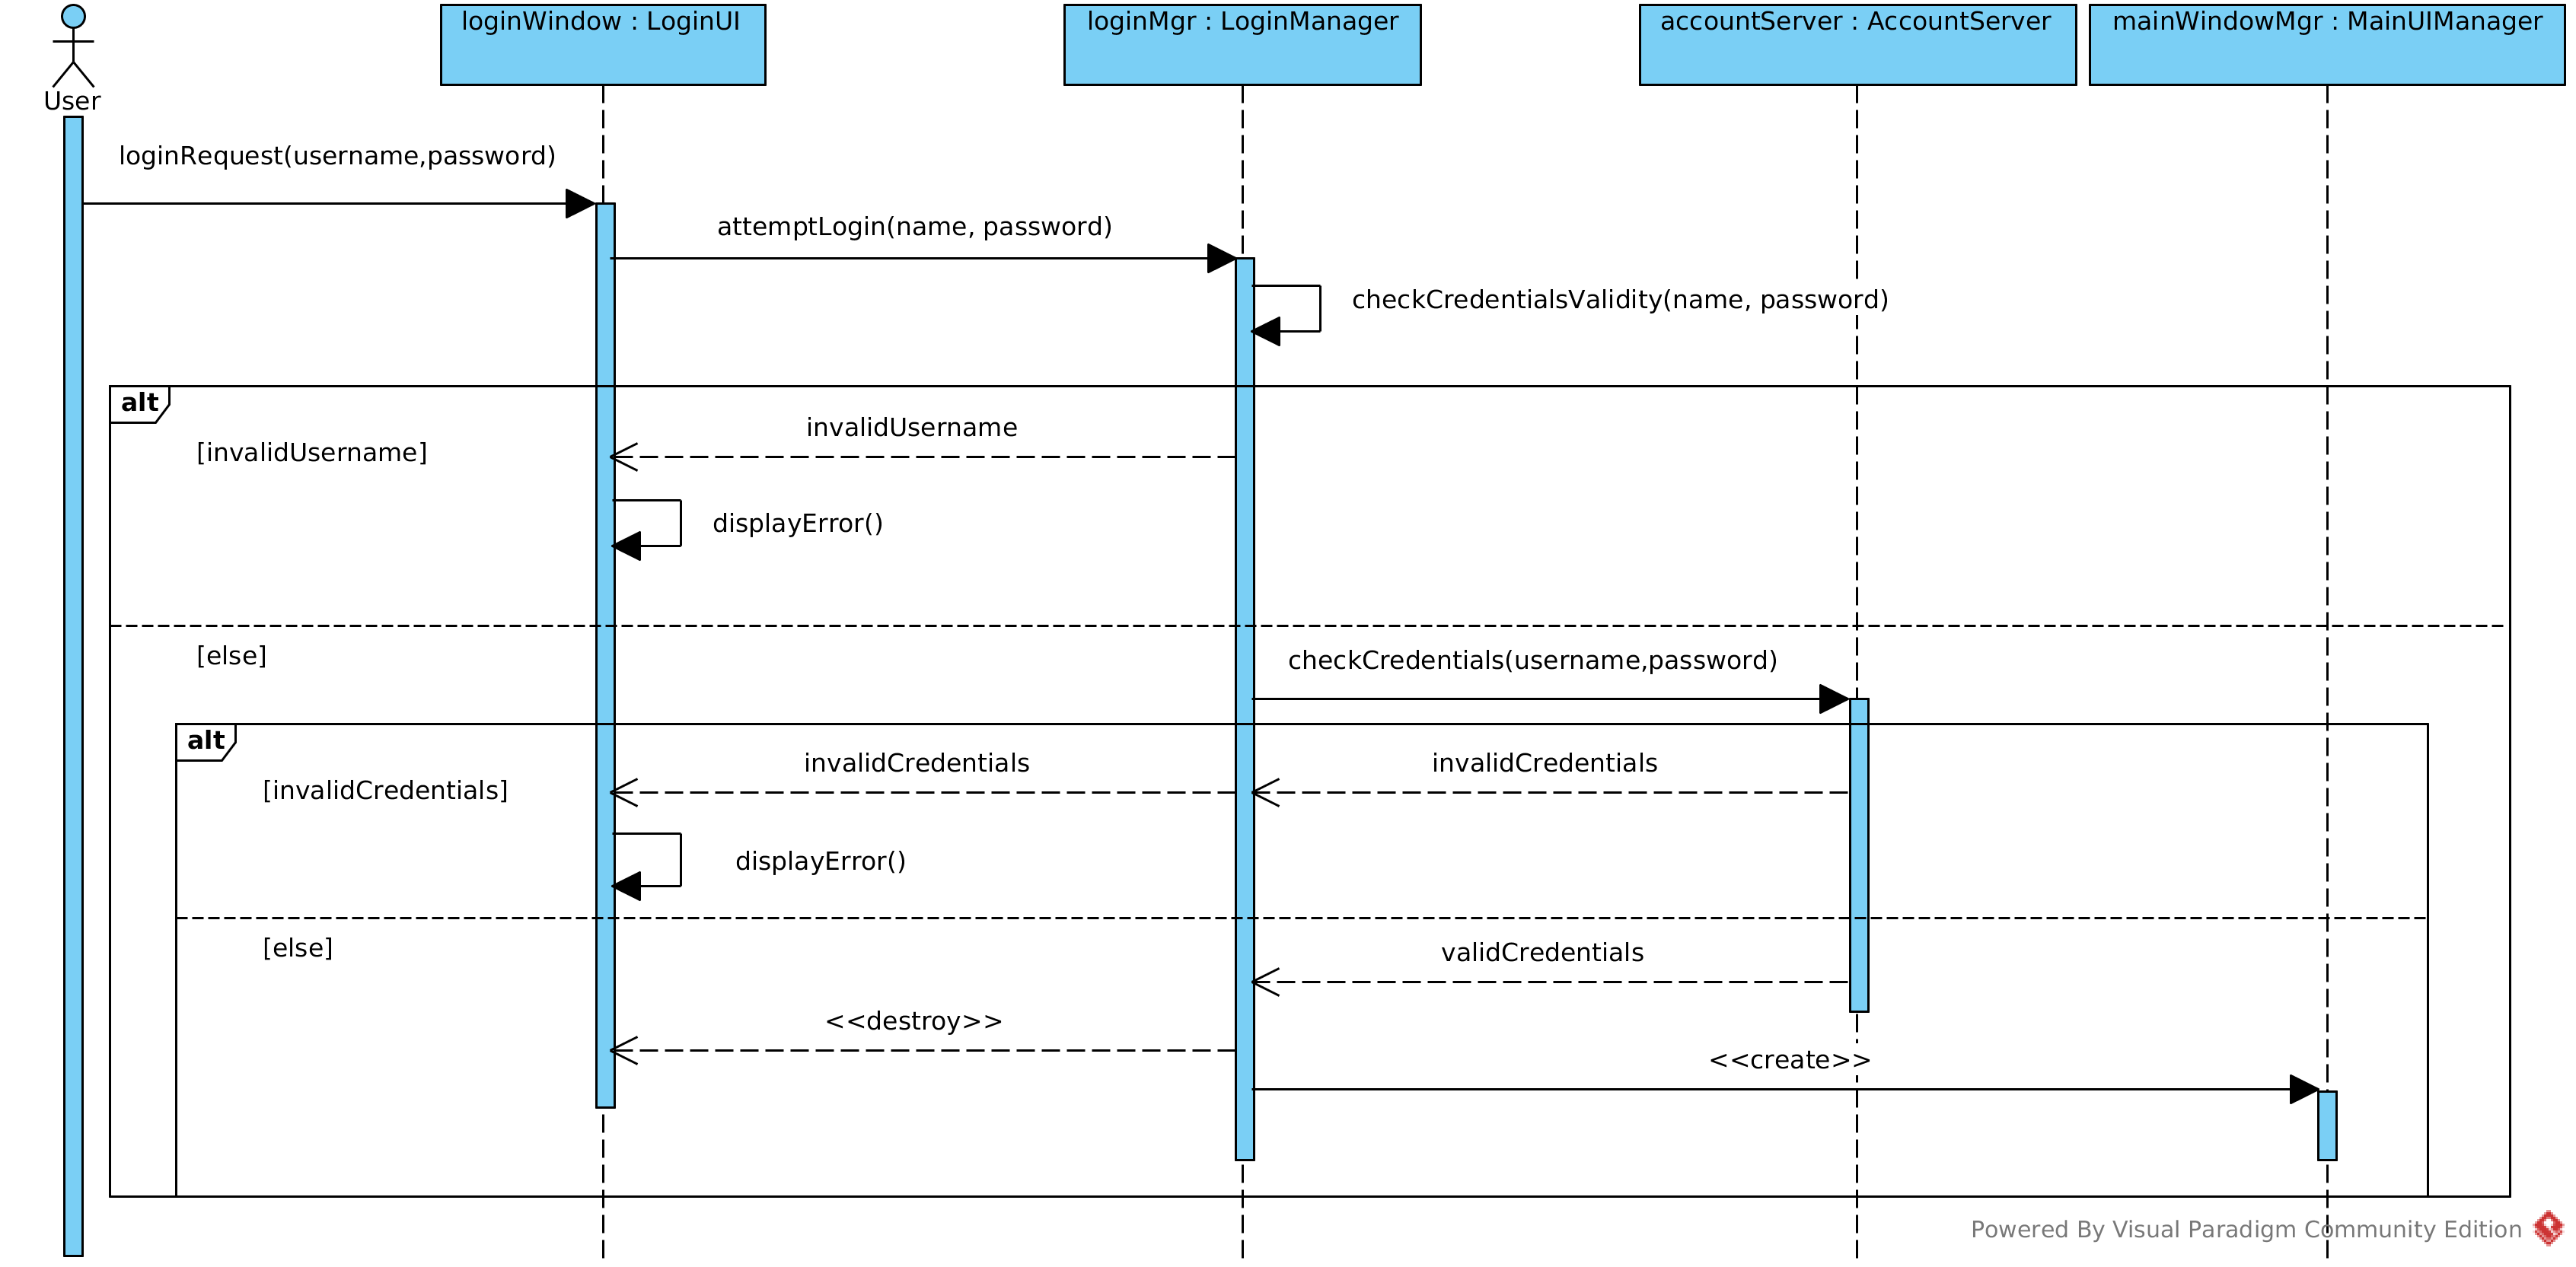 loginWindow : LoginUI
loginMgr : LoginManager
accountServer : AccountServer
mainWindowMgr : MainUIManager
User
loginRequest(username,password)
attemptLogin(name, password)
checkCredentialsValidity(name, password)
alt
invalidUsername
[invalidUsername]
displayError()
[else]
checkCredentials(username,password)
alt
invalidCredentials
invalidCredentials
[invalidCredentials]
displayError()
[else]
validCredentials
<<destroy>>
<<create>>
Powered By Visual Paradigm Community Edition